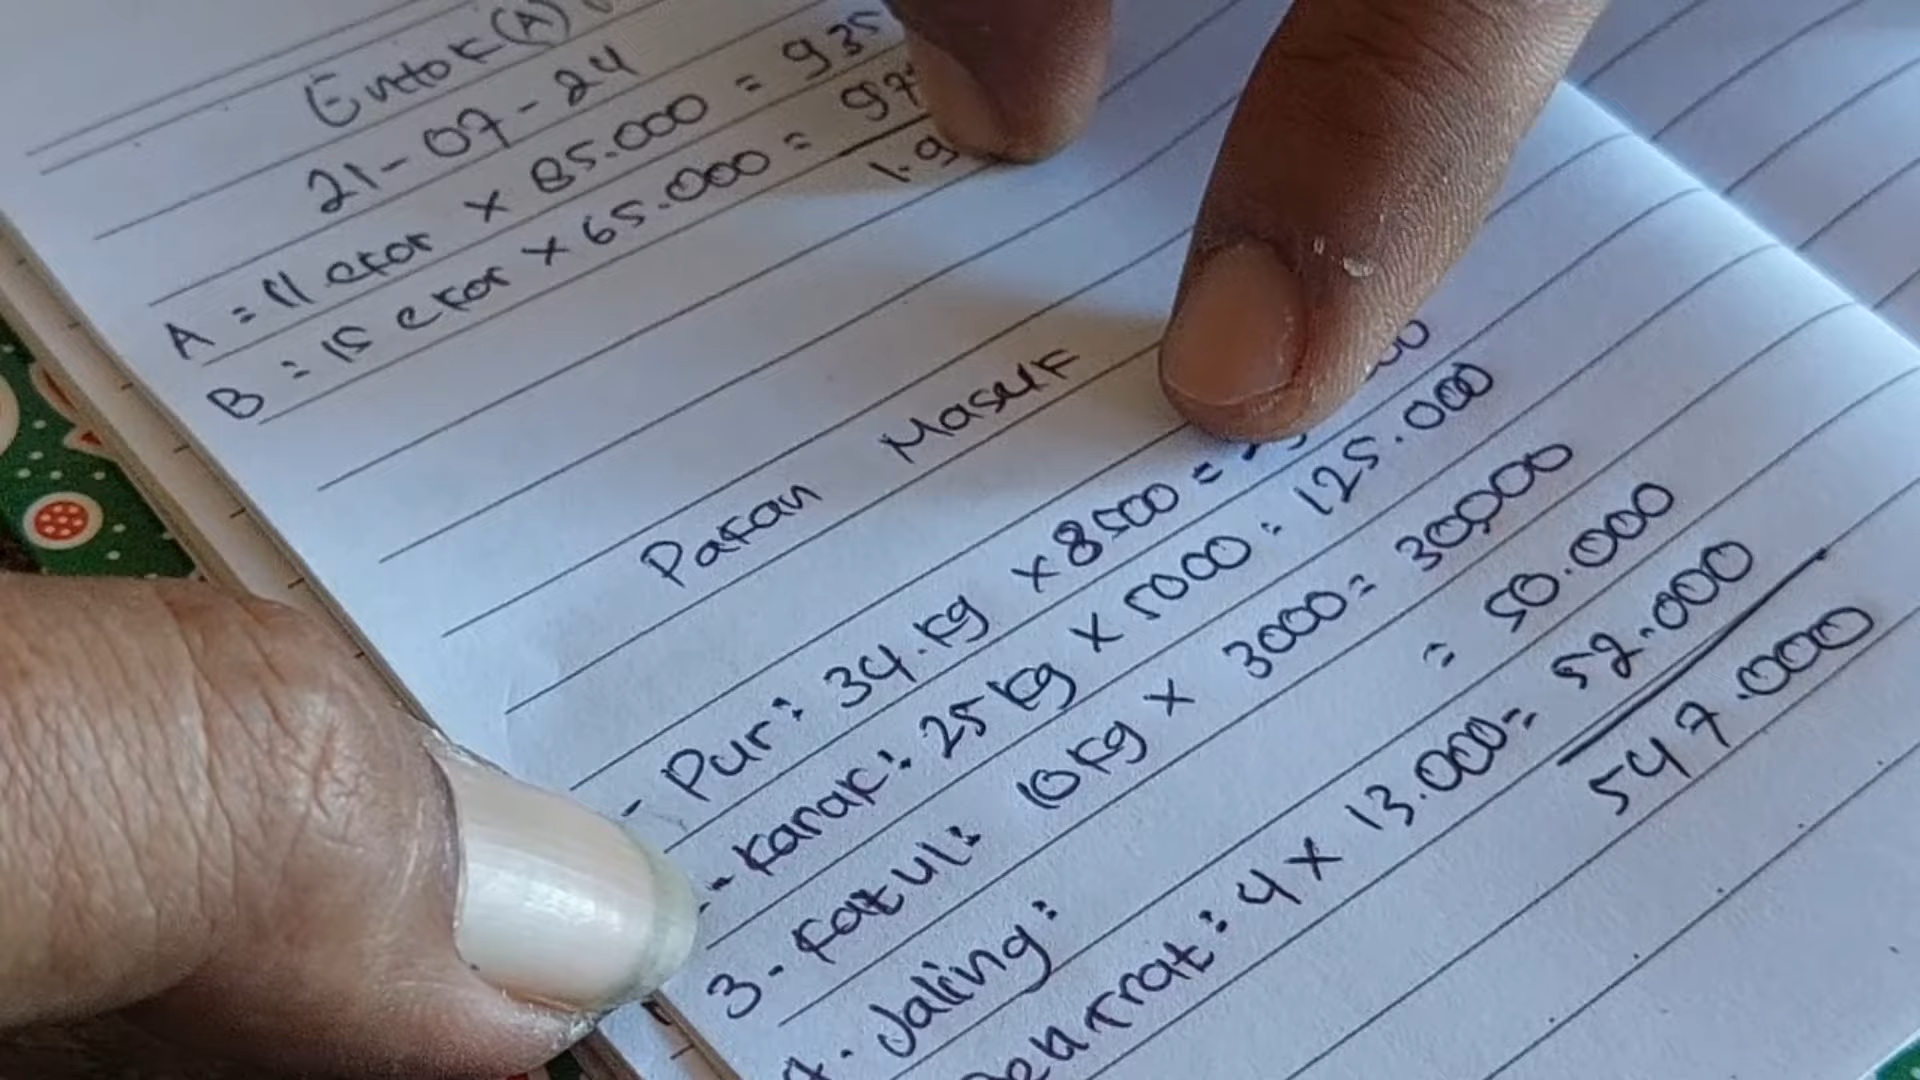 Entok (A)
21-07-24
A = 11 ekor x 85.000 = 935
B = 15 ekor x 65.000 = 97
1.9
Pakan Masuk
- Pur : 34.kg x 8500 =
- Karak : 25 kg x 5000 = 125.000
3 - Katul : 10 kg x 3000 = 30.000
- Jaling : = 50.000
4 x 13.000 = 52.000
547.000